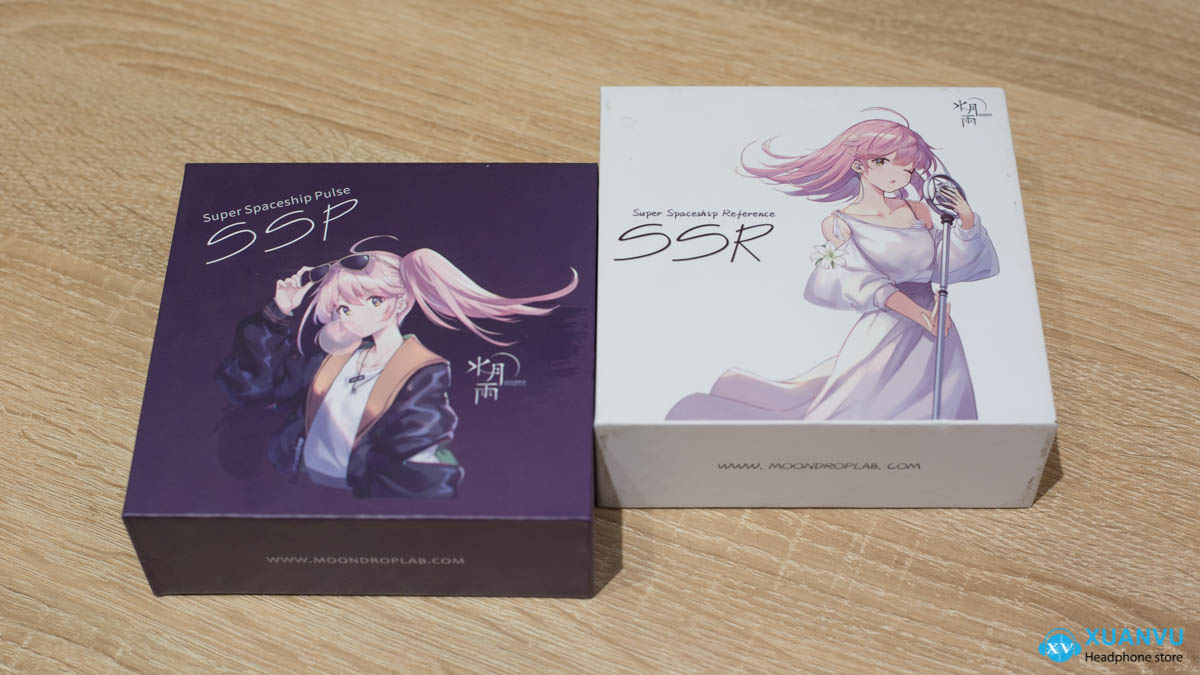 Super Spaceship Pulse
SSP
水月雨
WWW.MOONDROPLAB.COM
水月雨
Super Spaceship Reference
SSR
WWW. MOONDROPLAB. COM
XV
XUANVU
Headphone store